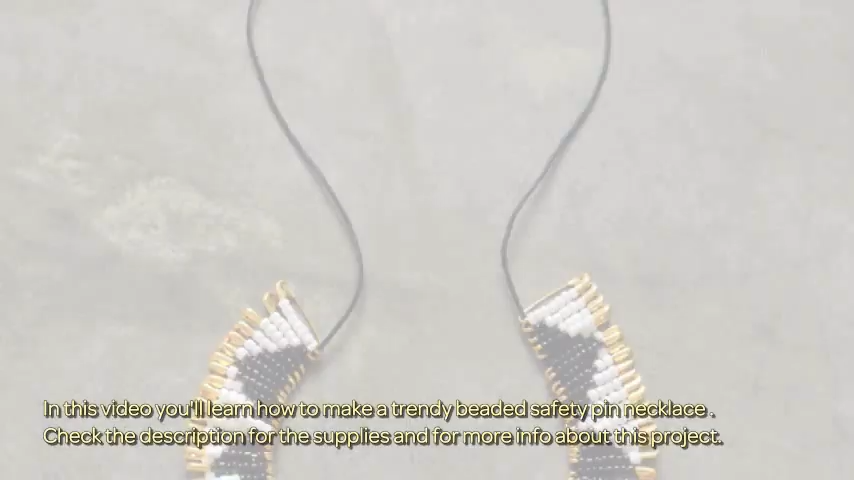 In this video you'll learn how to make a trendy beaded safety pin necklace .
Check the description for the supplies and for more info about this project.